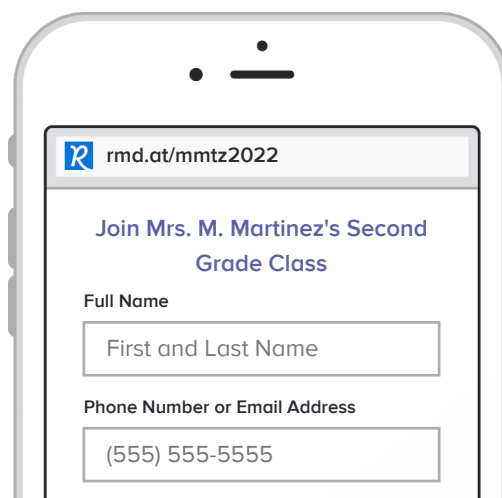 rmd.at/mmtz2022
Join Mrs. M. Martinez's Second
Grade Class
Full Name
First and Last Name
Phone Number or Email Address
(555) 555-5555